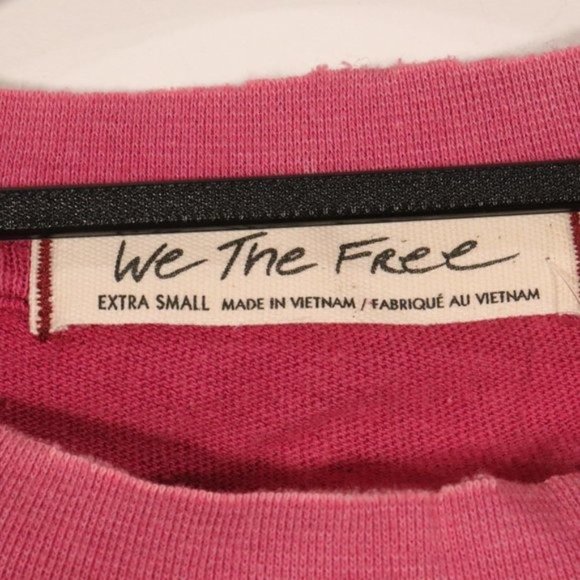 We The Free
EXTRA SMALL MADE IN VIETNAM / FABRIQUÉ AU VIETNAM